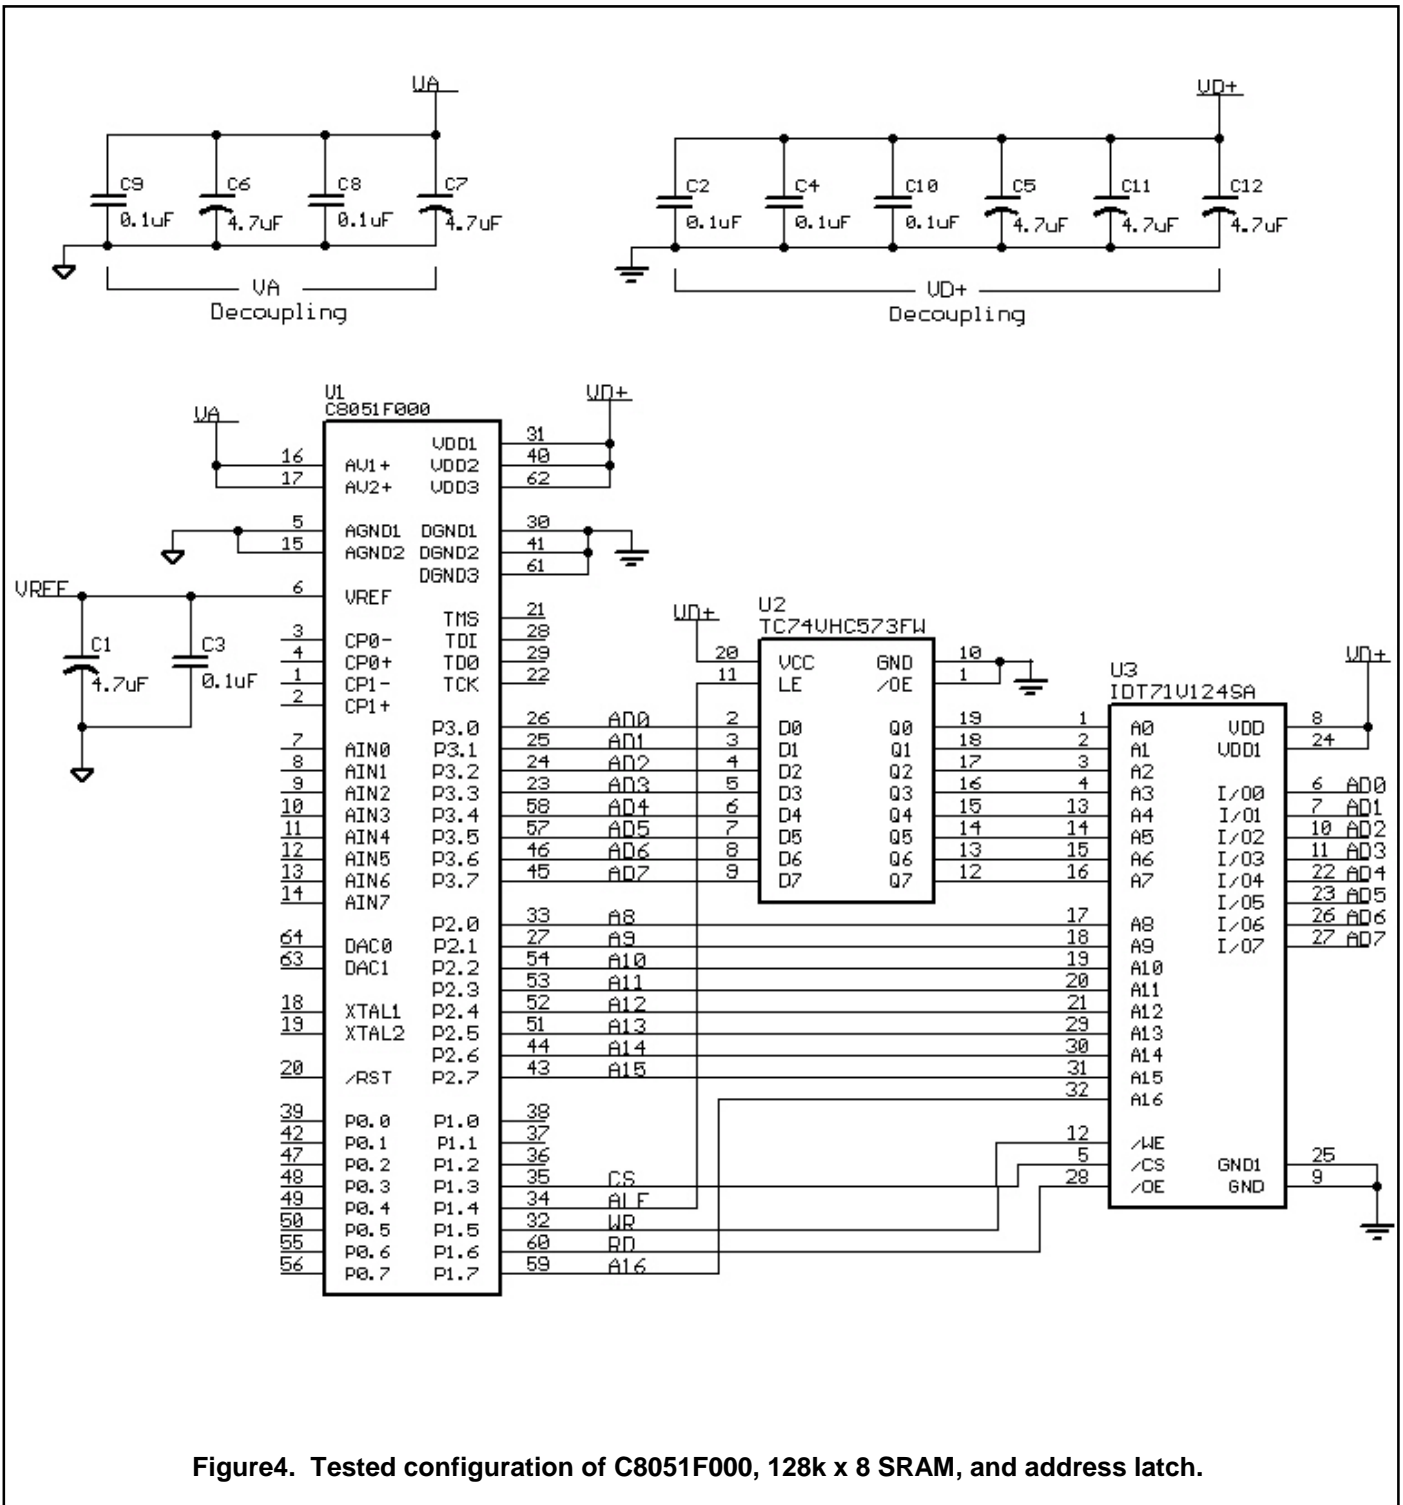 VA
VD+
C9 C6 C8 C7
0.1uF 4.7uF 0.1uF 4.7uF
C2 C4 C10 C5 C11 C12
0.1uF 0.1uF 0.1uF 4.7uF 4.7uF 4.7uF
VA
Decoupling
VD+
Decoupling
U1
C8051F000
VA
VD+
VDD1 31
16 AV1+ VDD2 40
17 AV2+ VDD3 62
5 AGND1 DGND1 30
15 AGND2 DGND2 41
DGND3 61
VREF
6 VREF
C1
4.7uF
C3
0.1uF
TMS 21
3 CP0- TDI 28
4 CP0+ TDO 29
1 CP1- TCK 22
2 CP1+
P3.0 26 AD0
7 AIN0 P3.1 25 AD1
8 AIN1 P3.2 24 AD2
9 AIN2 P3.3 23 AD3
10 AIN3 P3.4 58 AD4
11 AIN4 P3.5 57 AD5
12 AIN5 P3.6 46 AD6
13 AIN6 P3.7 45 AD7
14 AIN7
P2.0 33 A8
64 DAC0 P2.1 27 A9
63 DAC1 P2.2 54 A10
P2.3 53 A11
18 XTAL1 P2.4 52 A12
19 XTAL2 P2.5 51 A13
P2.6 44 A14
20 /RST P2.7 43 A15
39 P0.0 P1.0 38
42 P0.1 P1.1 37
47 P0.2 P1.2 36
48 P0.3 P1.3 35 CS
49 P0.4 P1.4 34 ALE
50 P0.5 P1.5 32 WR
55 P0.6 P1.6 60 RD
56 P0.7 P1.7 59 A16
VD+
U2
TC74VHC573FW
20 VCC GND 10
11 LE /OE 1
2 D0 Q0 19
3 D1 Q1 18
4 D2 Q2 17
5 D3 Q3 16
6 D4 Q4 15
7 D5 Q5 14
8 D6 Q6 13
9 D7 Q7 12
VD+
U3
IDT71V124SA
1 A0 VDD 8
2 A1 VDD1 24
3 A2
4 A3 I/O0 6 AD0
13 A4 I/O1 7 AD1
14 A5 I/O2 10 AD2
15 A6 I/O3 11 AD3
16 A7 I/O4 22 AD4
I/O5 23 AD5
17 A8 I/O6 26 AD6
18 A9 I/O7 27 AD7
19 A10
20 A11
21 A12
29 A13
30 A14
31 A15
32 A16
12 /WE
5 /CS GND1 25
28 /OE GND 9
Figure4. Tested configuration of C8051F000, 128k x 8 SRAM, and address latch.